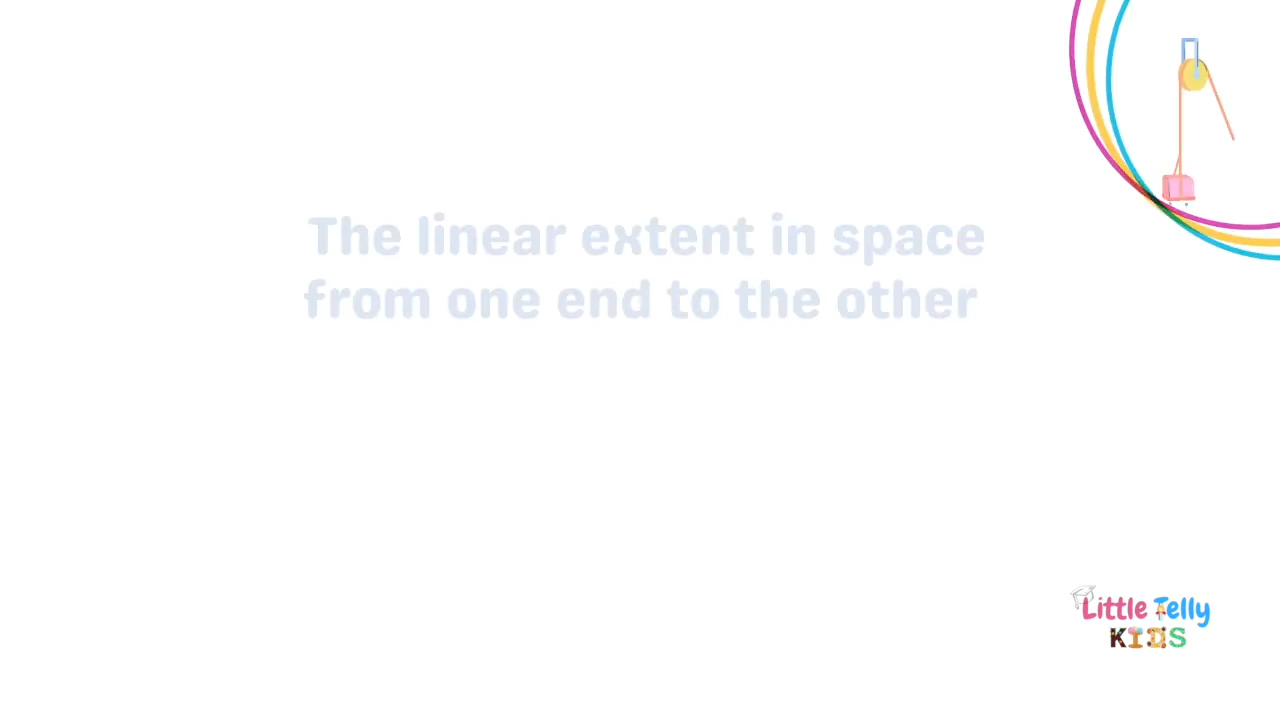 The linear extent in space
from one end to the other
Little Telly
KIDS